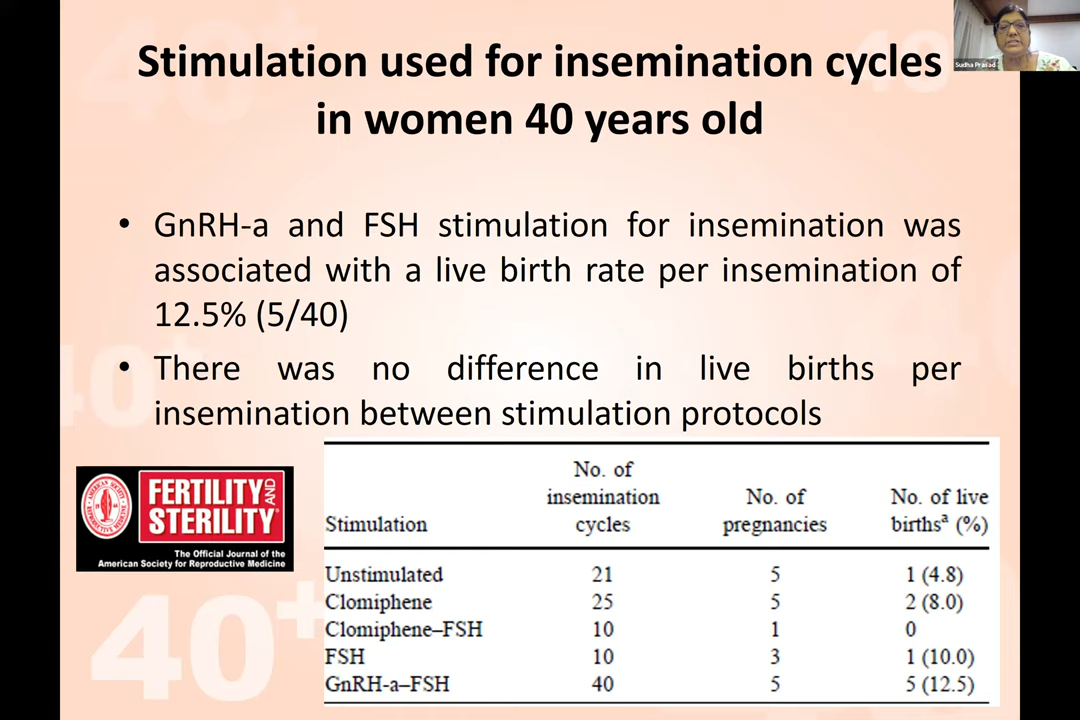 Stimulation used for insemination cycles
in women 40 years old
Sudha Prasad
• GnRH-a and FSH stimulation for insemination was
associated with a live birth rate per insemination of
12.5% (5/40)
• There was no difference in live births per
insemination between stimulation protocols
FERTILITY AND
STERILITY®
The Official Journal of the
American Society for Reproductive Medicine
No. of
insemination No. of No. of live
Stimulation cycles pregnancies birthsᵃ (%)
Unstimulated 21 5 1 (4.8)
Clomiphene 25 5 2 (8.0)
Clomiphene–FSH 10 1 0
FSH 10 3 1 (10.0)
GnRH-a–FSH 40 5 5 (12.5)
40+
40+
40
40+